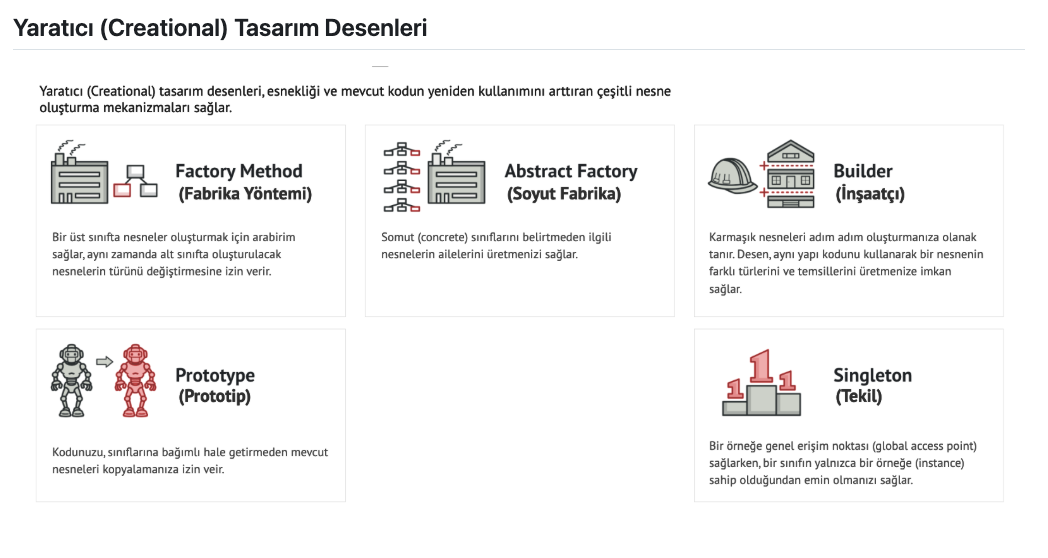 Yaratıcı (Creational) Tasarım Desenleri
Yaratıcı (Creational) tasarım desenleri, esnekliği ve mevcut kodun yeniden kullanımını arttıran çeşitli nesne
oluşturma mekanizmaları sağlar.
Factory Method
(Fabrika Yöntemi)
Bir üst sınıfta nesneler oluşturmak için arabirim
sağlar, aynı zamanda alt sınıfta oluşturulacak
nesnelerin türünü değiştirmesine izin verir.
Abstract Factory
(Soyut Fabrika)
Somut (concrete) sınıflarını belirtmeden ilgili
nesnelerin ailelerini üretmenizi sağlar.
Builder
(İnşaatçı)
Karmaşık nesneleri adım adım oluşturmanıza olanak
tanır. Desen, aynı yapı kodunu kullanarak bir nesnenin
farklı türlerini ve temsillerini üretmenize imkan
sağlar.
Prototype
(Prototip)
Kodunuzu, sınıflarına bağımlı hale getirmeden mevcut
nesneleri kopyalamanıza izin veir.
1
1
1
Singleton
(Tekil)
Bir örneğe genel erişim noktası (global access point)
sağlarken, bir sınıfın yalnızca bir örneğe (instance)
sahip olduğundan emin olmanızı sağlar.